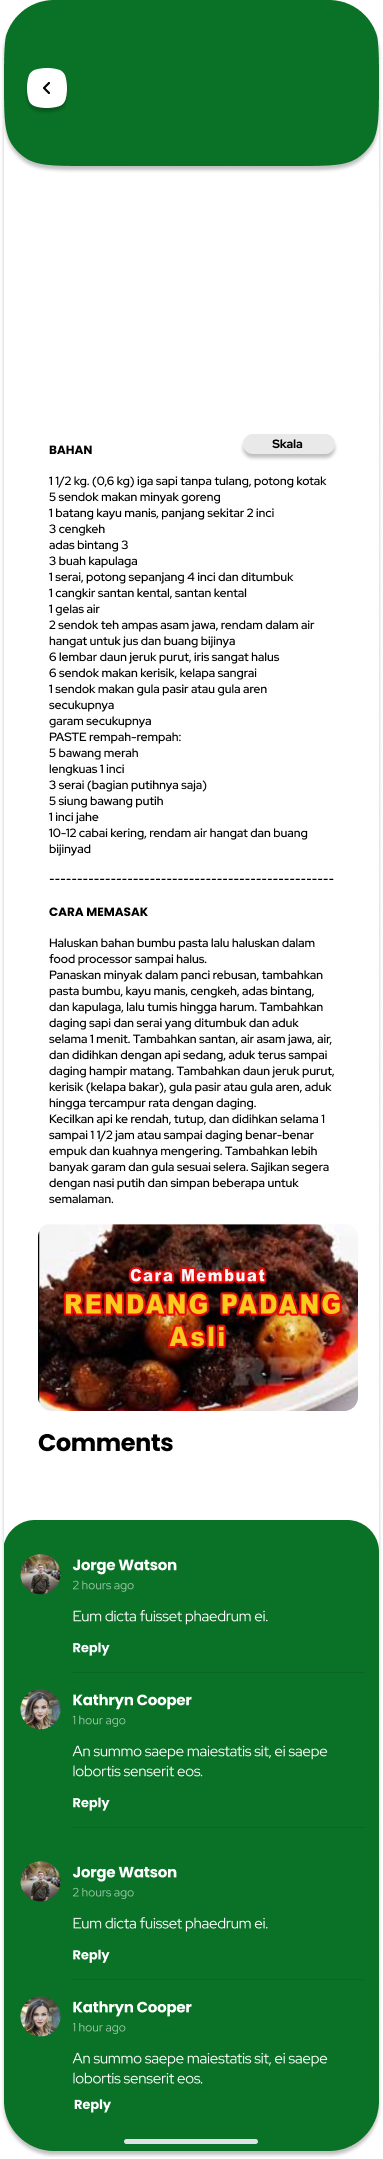 Skala
BAHAN
1 1/2 kg. (0,6 kg) iga sapi tanpa tulang, potong kotak
5 sendok makan minyak goreng
1 batang kayu manis, panjang sekitar 2 inci
3 cengkeh
adas bintang 3
3 buah kapulaga
1 serai, potong sepanjang 4 inci dan ditumbuk
1 cangkir santan kental, santan kental
1 gelas air
2 sendok teh ampas asam jawa, rendam dalam air
hangat untuk jus dan buang bijinya
6 lembar daun jeruk purut, iris sangat halus
6 sendok makan kerisik, kelapa sangrai
1 sendok makan gula pasir atau gula aren
secukupnya
garam secukupnya
PASTE rempah-rempah:
5 bawang merah
lengkuas 1 inci
3 serai (bagian putihnya saja)
5 siung bawang putih
1 inci jahe
10-12 cabai kering, rendam air hangat dan buang
bijinyad
---------------------------------------------------
CARA MEMASAK
Haluskan bahan bumbu pasta lalu haluskan dalam
food processor sampai halus.
Panaskan minyak dalam panci rebusan, tambahkan
pasta bumbu, kayu manis, cengkeh, adas bintang,
dan kapulaga, lalu tumis hingga harum. Tambahkan
daging sapi dan serai yang ditumbuk dan aduk
selama 1 menit. Tambahkan santan, air asam jawa, air,
dan didihkan dengan api sedang, aduk terus sampai
daging hampir matang. Tambahkan daun jeruk purut,
kerisik (kelapa bakar), gula pasir atau gula aren, aduk
hingga tercampur rata dengan daging.
Kecilkan api ke rendah, tutup, dan didihkan selama 1
sampai 1 1/2 jam atau sampai daging benar-benar
empuk dan kuahnya mengering. Tambahkan lebih
banyak garam dan gula sesuai selera. Sajikan segera
dengan nasi putih dan simpan beberapa untuk
semalaman.
Cara Membuat
RENDANG PADANG
Asli
Comments
Jorge Watson
2 hours ago
Eum dicta fuisset phaedrum ei.
Reply
Kathryn Cooper
1 hour ago
An summo saepe maiestatis sit, ei saepe
lobortis senserit eos.
Reply
Jorge Watson
2 hours ago
Eum dicta fuisset phaedrum ei.
Reply
Kathryn Cooper
1 hour ago
An summo saepe maiestatis sit, ei saepe
lobortis senserit eos.
Reply